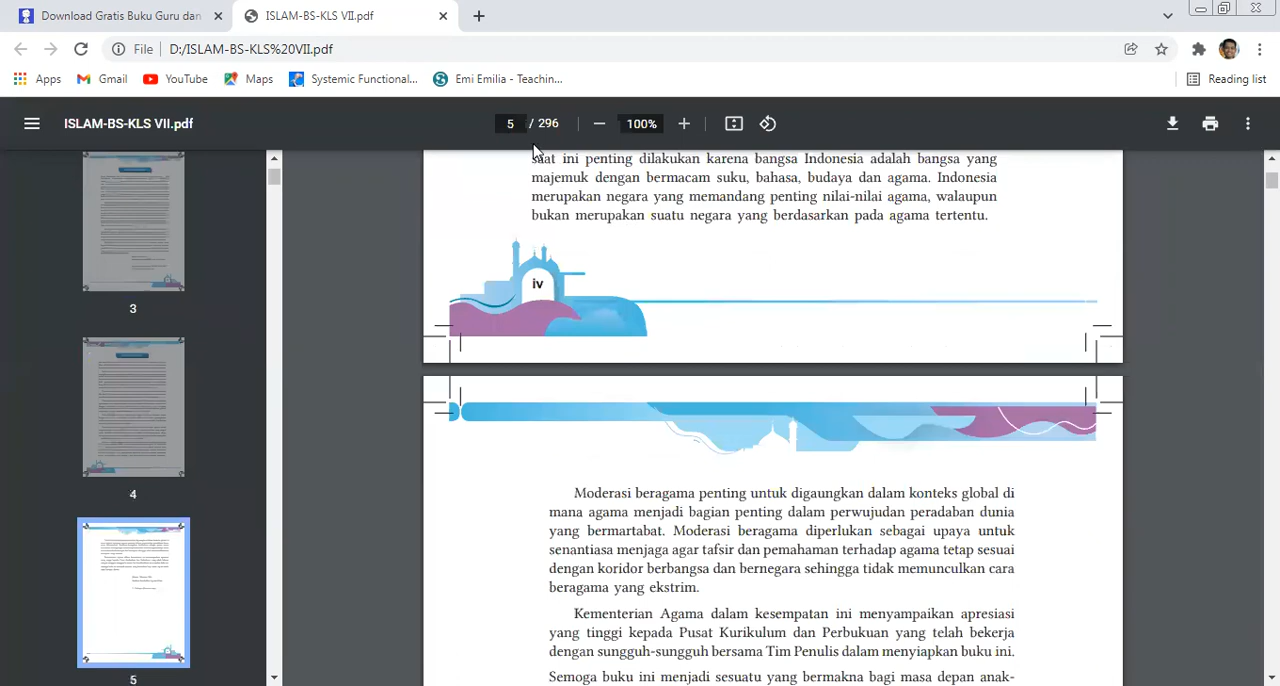 Download Gratis Buku Guru dan
ISLAM-BS-KLS VII.pdf
File
D:/ISLAM-BS-KLS%20VII.pdf
Apps
Gmail
YouTube
Maps
Systemic Functional...
Emi Emilia - Teachin...
Reading list
ISLAM-BS-KLS VII.pdf
5 / 296
100%
3
4
5
saat ini penting dilakukan karena bangsa Indonesia adalah bangsa yang
majemuk dengan bermacam suku, bahasa, budaya dan agama. Indonesia
merupakan negara yang memandang penting nilai-nilai agama, walaupun
bukan merupakan suatu negara yang berdasarkan pada agama tertentu.
iv
Moderasi beragama penting untuk digaungkan dalam konteks global di
mana agama menjadi bagian penting dalam perwujudan peradaban dunia
yang bermartabat. Moderasi beragama diperlukan sebagai upaya untuk
senantiasa menjaga agar tafsir dan pemahaman terhadap agama tetap sesuai
dengan koridor berbangsa dan bernegara sehingga tidak memunculkan cara
beragama yang ekstrim.
Kementerian Agama dalam kesempatan ini menyampaikan apresiasi
yang tinggi kepada Pusat Kurikulum dan Perbukuan yang telah bekerja
dengan sungguh-sungguh bersama Tim Penulis dalam menyiapkan buku ini.
Semoga buku ini menjadi sesuatu yang bermakna bagi masa depan anak-